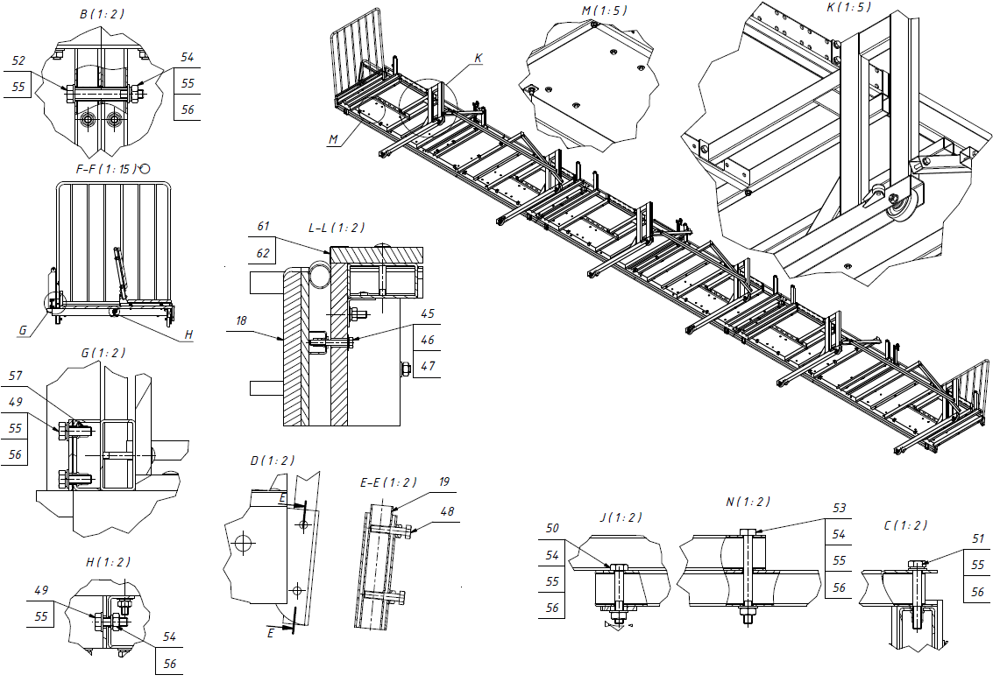 B(1:2)
52
55
54
55
56
F-F(1:15)
G
H
G(1:2)
57
49
55
56
H(1:2)
49
55
54
56
L-L(1:2)
61
62
18
45
46
47
D(1:2)
E
E
E-E(1:2)
19
48
K
M
M(1:5)
K(1:5)
J(1:2)
50
54
55
56
N(1:2)
53
54
55
56
C(1:2)
51
55
56